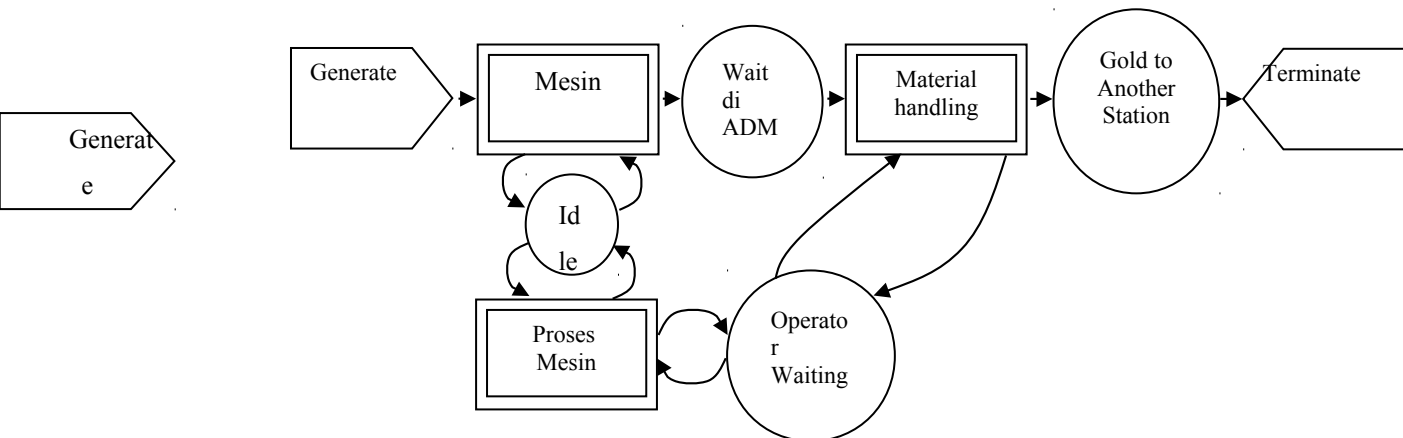 Generat
e
Generate
Mesin
Wait
di
ADM
Material
handling
Gold to
Another
Station
Terminate
Id
le
Proses
Mesin
Operato
r
Waiting